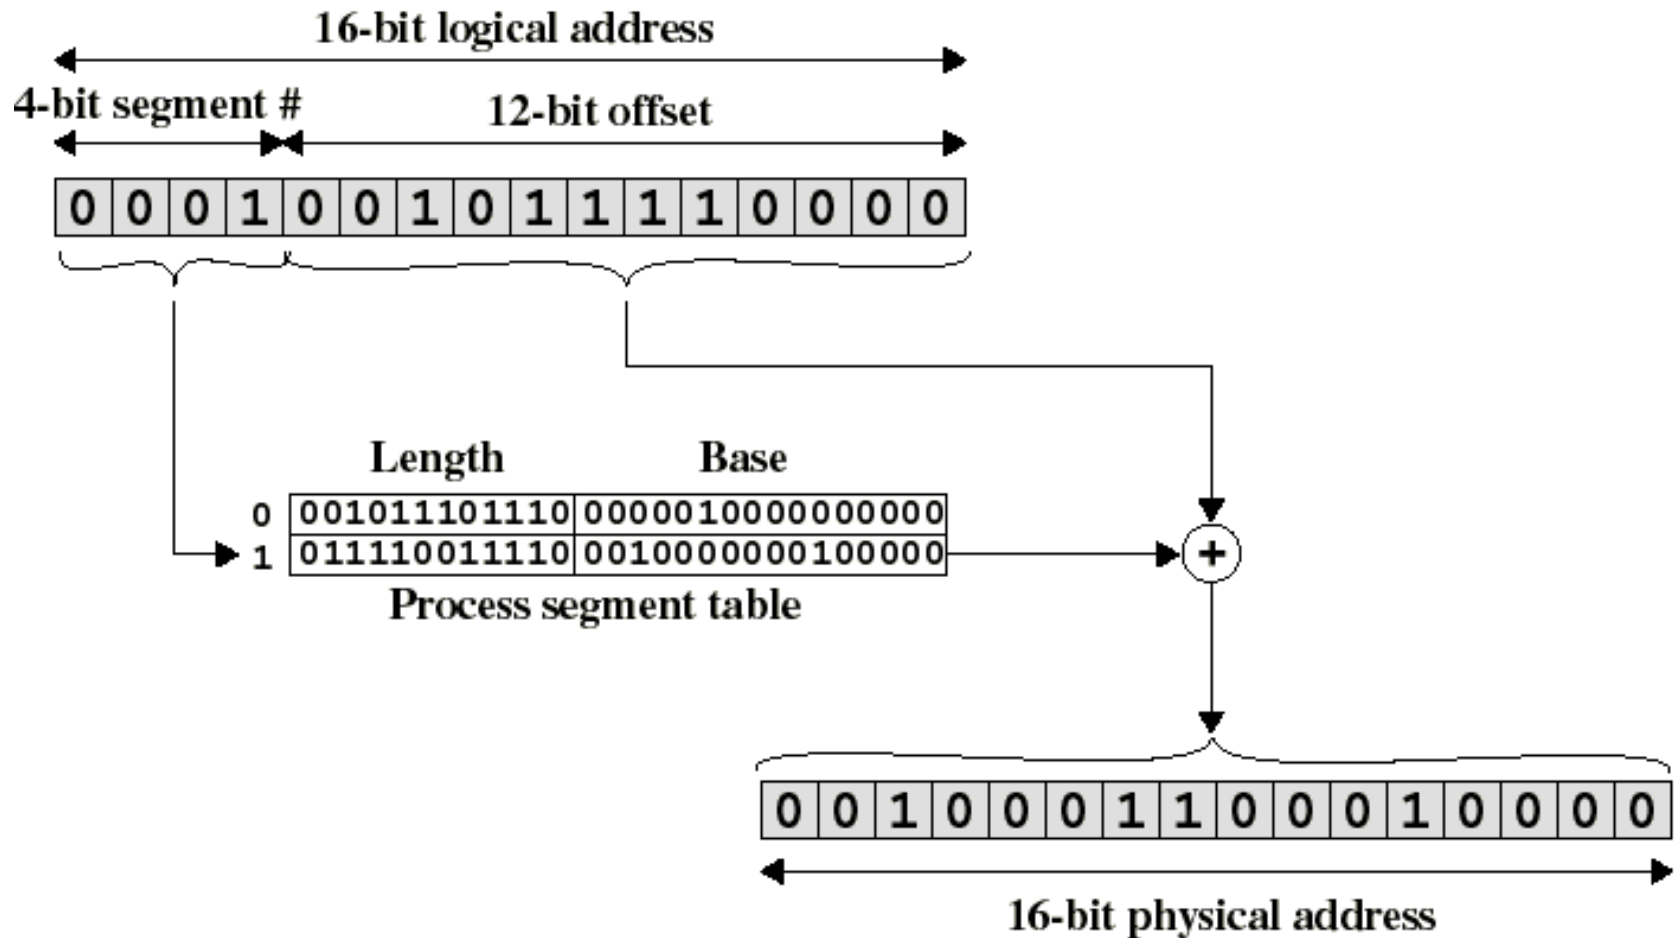 16-bit logical address
4-bit segment #
12-bit offset
0 0 0 1 0 0 1 0 1 1 1 1 0 0 0 0
Length Base
0 001011101110 0000010000000000
1 011110011110 0010000000100000
+
Process segment table
0 0 1 0 0 0 1 1 0 0 0 1 0 0 0 0
16-bit physical address